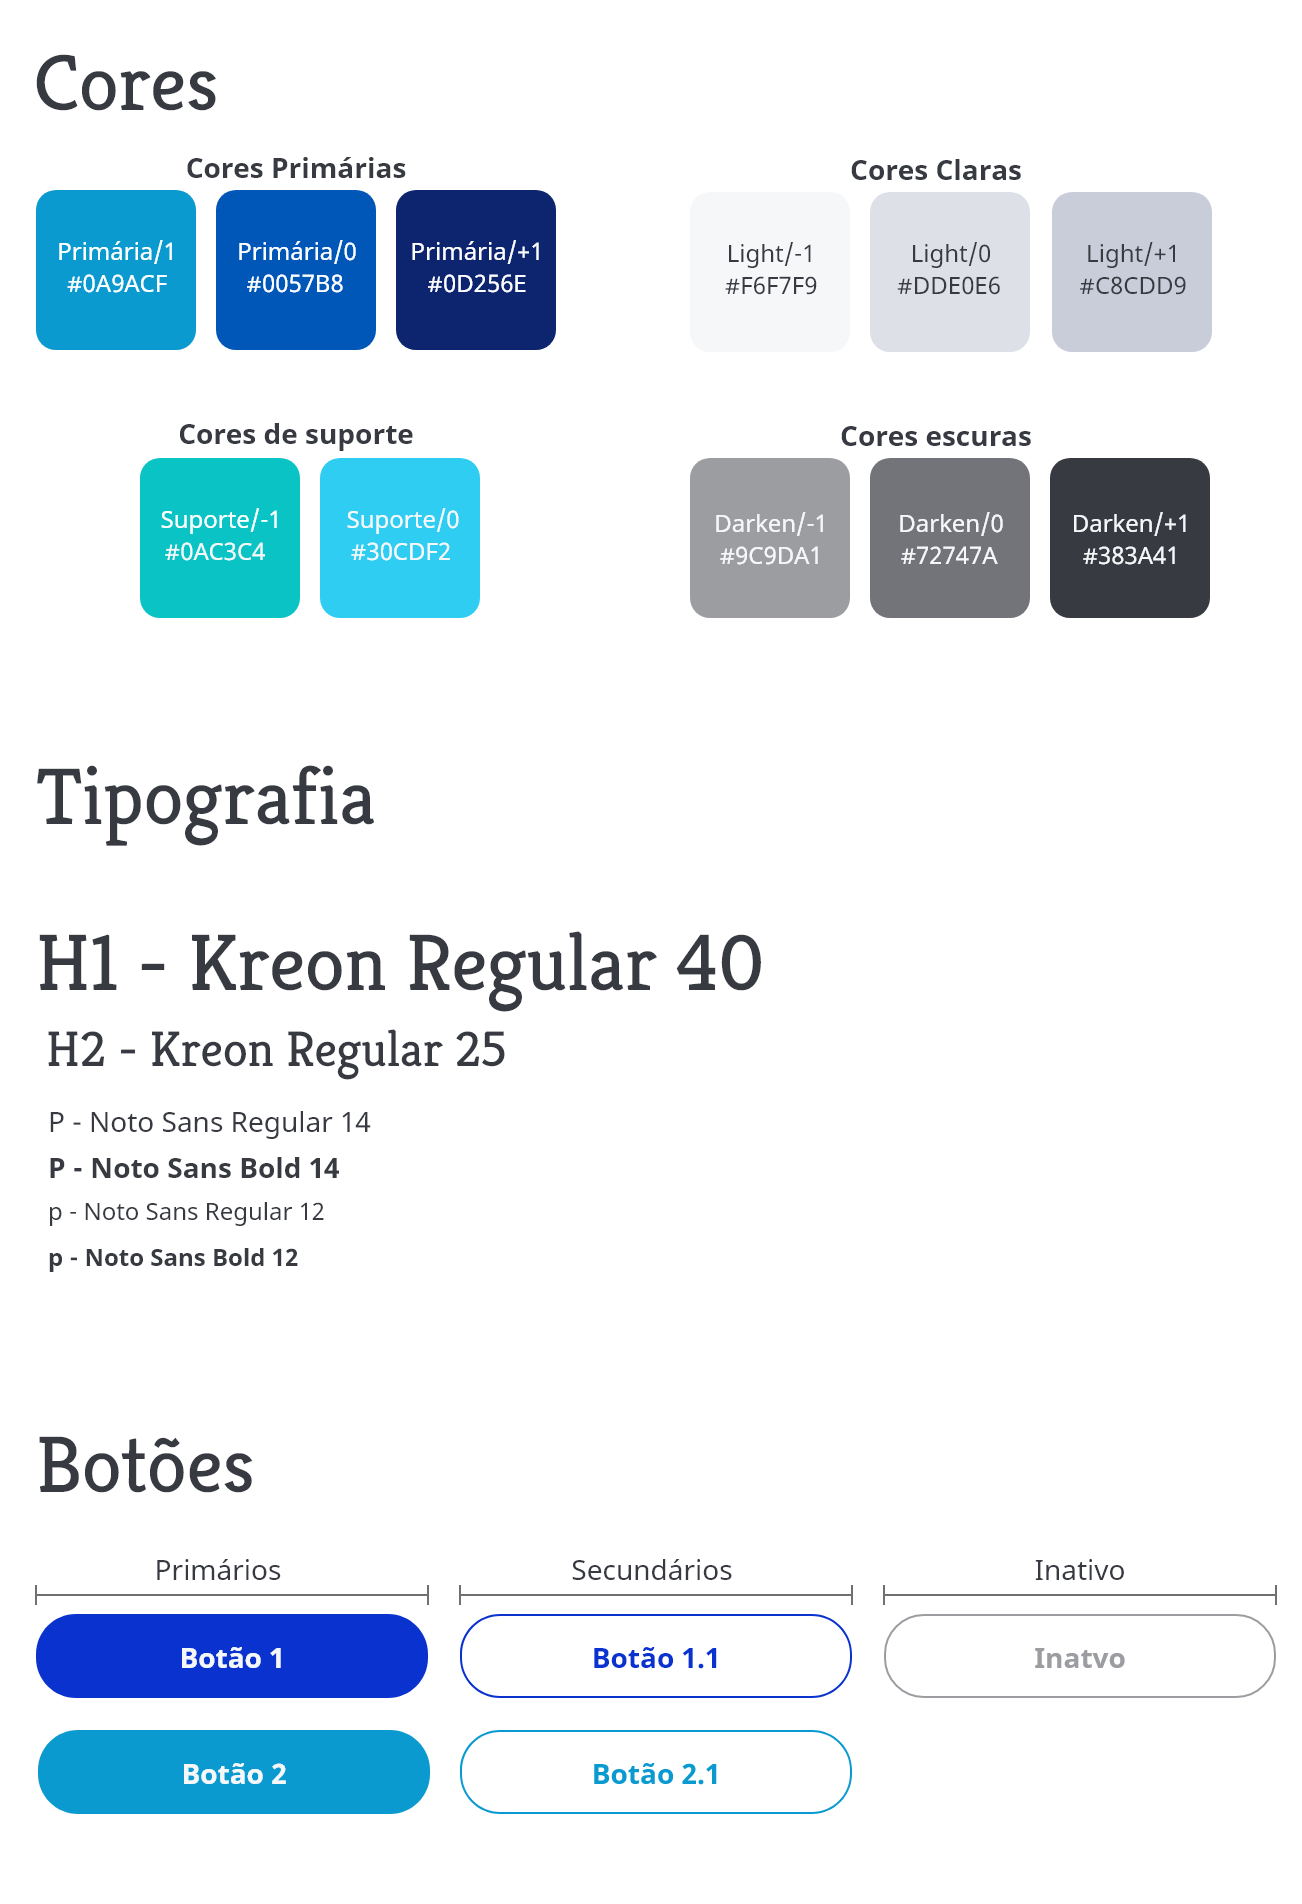 Cores
Cores Primárias
Primária/1
#0A9ACF
Primária/0
#0057B8
Primária/+1
#0D256E
Cores Claras
Light/-1
#F6F7F9
Light/0
#DDE0E6
Light/+1
#C8CDD9
Cores de suporte
Suporte/-1
#0AC3C4
Suporte/0
#30CDF2
Cores escuras
Darken/-1
#9C9DA1
Darken/0
#72747A
Darken/+1
#383A41
Tipografia
H1 - Kreon Regular 40
H2 - Kreon Regular 25
P - Noto Sans Regular 14
P - Noto Sans Bold 14
p - Noto Sans Regular 12
p - Noto Sans Bold 12
Botões
Primários
Secundários
Inativo
Botão 1
Botão 1.1
Inatvo
Botão 2
Botão 2.1